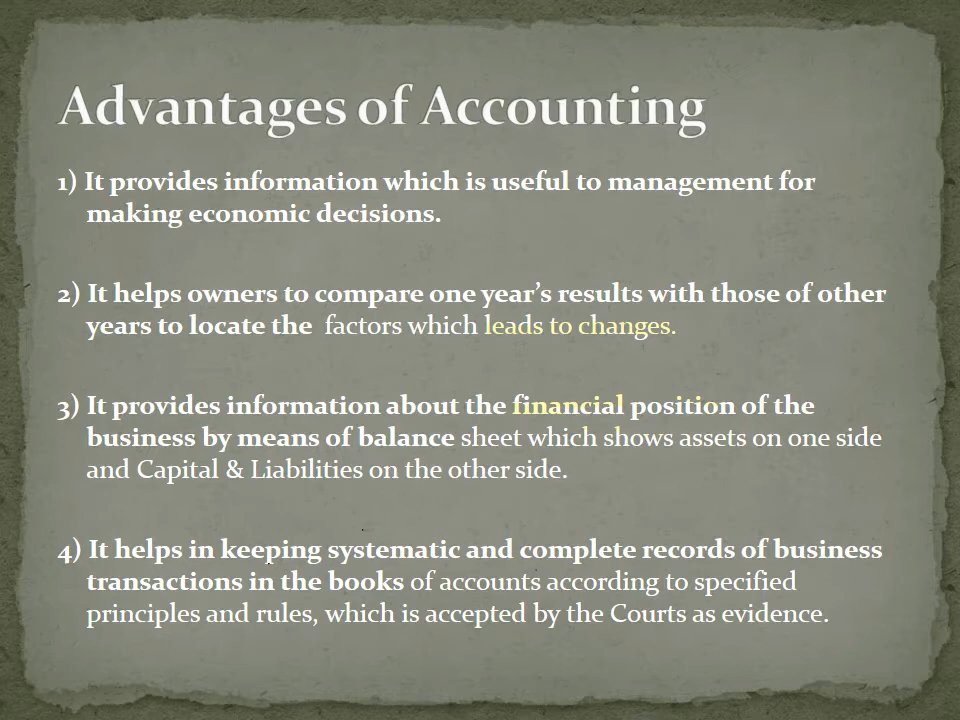 Advantages of Accounting
1) It provides information which is useful to management for
making economic decisions.
2) It helps owners to compare one year’s results with those of other
years to locate the  factors which leads to changes.
3) It provides information about the financial position of the
business by means of balance sheet which shows assets on one side
and Capital & Liabilities on the other side.
4) It helps in keeping systematic and complete records of business
transactions in the books of accounts according to specified
principles and rules, which is accepted by the Courts as evidence.